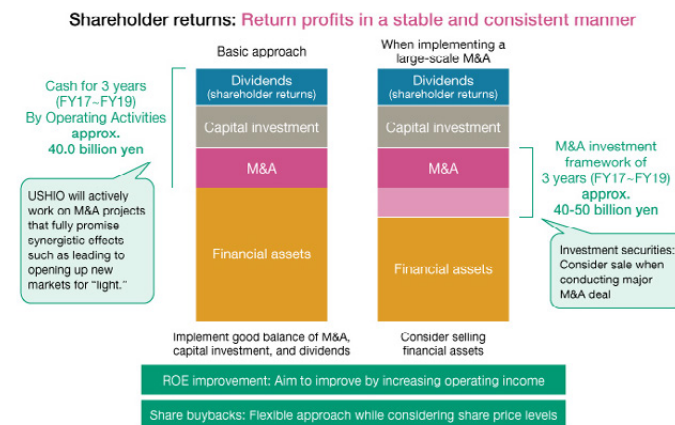 Shareholder returns: Return profits in a stable and consistent manner
Basic approach
When implementing a
large-scale M&A
Cash for 3 years
(FY17~FY19)
By Operating Activities
approx.
40.0 billion yen
USHIO will actively
work on M&A projects
that fully promise
synergistic effects
such as leading to
opening up new
markets for “light.”
Dividends
(shareholder returns)
Capital investment
M&A
Financial assets
Dividends
(shareholder returns)
Capital investment
M&A
Financial assets
M&A investment
framework of
3 years (FY17~FY19)
approx.
40-50 billion yen
Investment securities:
Consider sale when
conducting major
M&A deal
Implement good balance of M&A,
capital investment, and dividends
Consider selling
financial assets
ROE improvement: Aim to improve by increasing operating income
Share buybacks: Flexible approach while considering share price levels